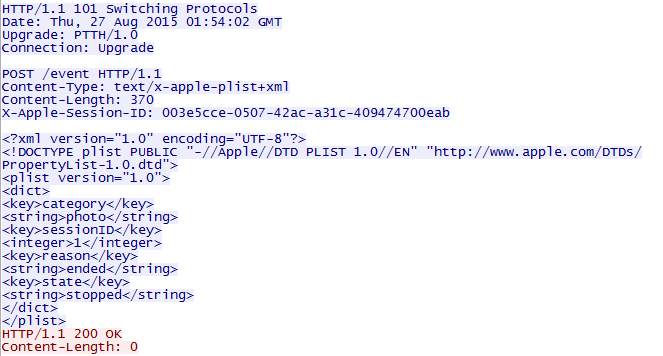 HTTP/1.1 101 Switching Protocols
Date: Thu, 27 Aug 2015 01:54:02 GMT
Upgrade: PTTH/1.0
Connection: Upgrade

POST /event HTTP/1.1
Content-Type: text/x-apple-plist+xml
Content-Length: 370
X-Apple-Session-ID: 003e5cce-0507-42ac-a31c-409474700eab

<?xml version="1.0" encoding="UTF-8"?>
<!DOCTYPE plist PUBLIC "-//Apple//DTD PLIST 1.0//EN" "http://www.apple.com/DTDs/
PropertyList-1.0.dtd">
<plist version="1.0">
<dict>
<key>category</key>
<string>photo</string>
<key>sessionID</key>
<integer>1</integer>
<key>reason</key>
<string>ended</string>
<key>state</key>
<string>stopped</string>
</dict>
</plist>
HTTP/1.1 200 OK
Content-Length: 0